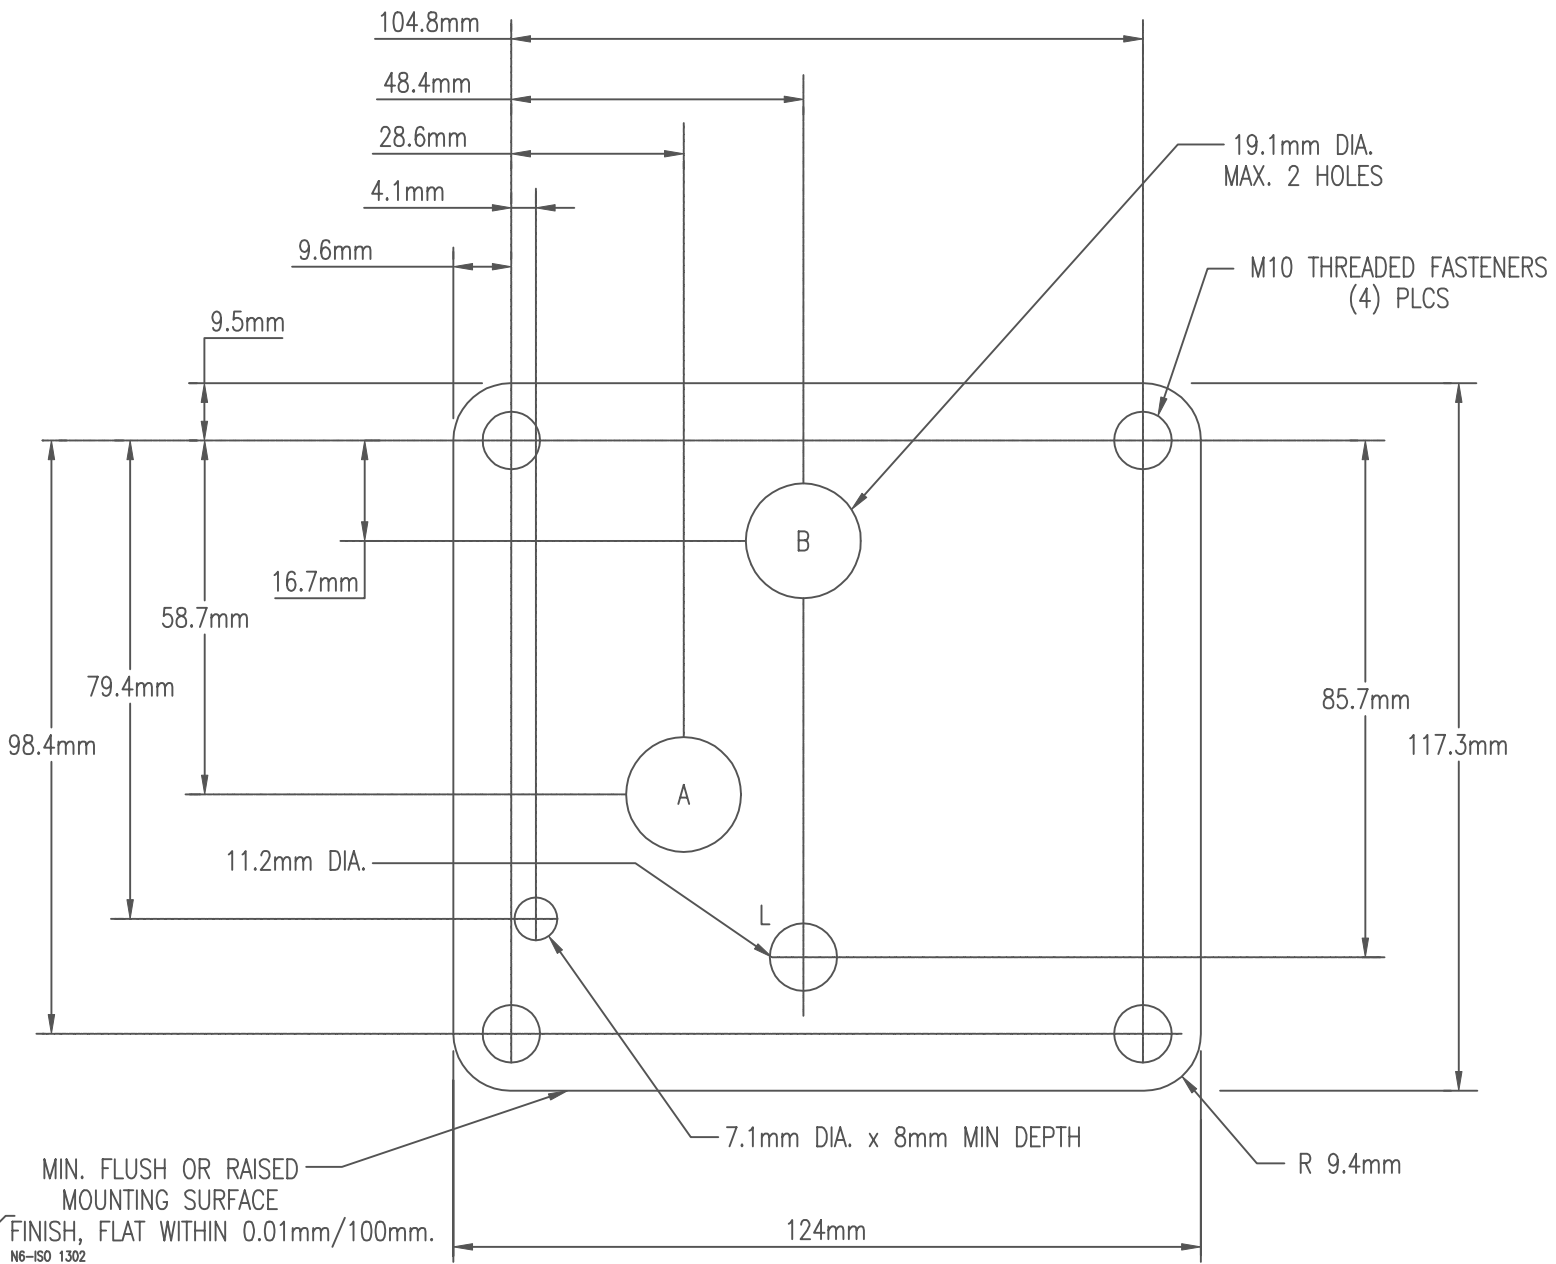 104.8mm
48.4mm
28.6mm
4.1mm
9.6mm
9.5mm
19.1mm DIA.
MAX. 2 HOLES
M10 THREADED FASTENERS
(4) PLCS
B
16.7mm
58.7mm
79.4mm
98.4mm
85.7mm
117.3mm
A
11.2mm DIA.
L
7.1mm DIA. x 8mm MIN DEPTH
R 9.4mm
MIN. FLUSH OR RAISED
MOUNTING SURFACE
FINISH, FLAT WITHIN 0.01mm/100mm.
N6-ISO 1302
124mm